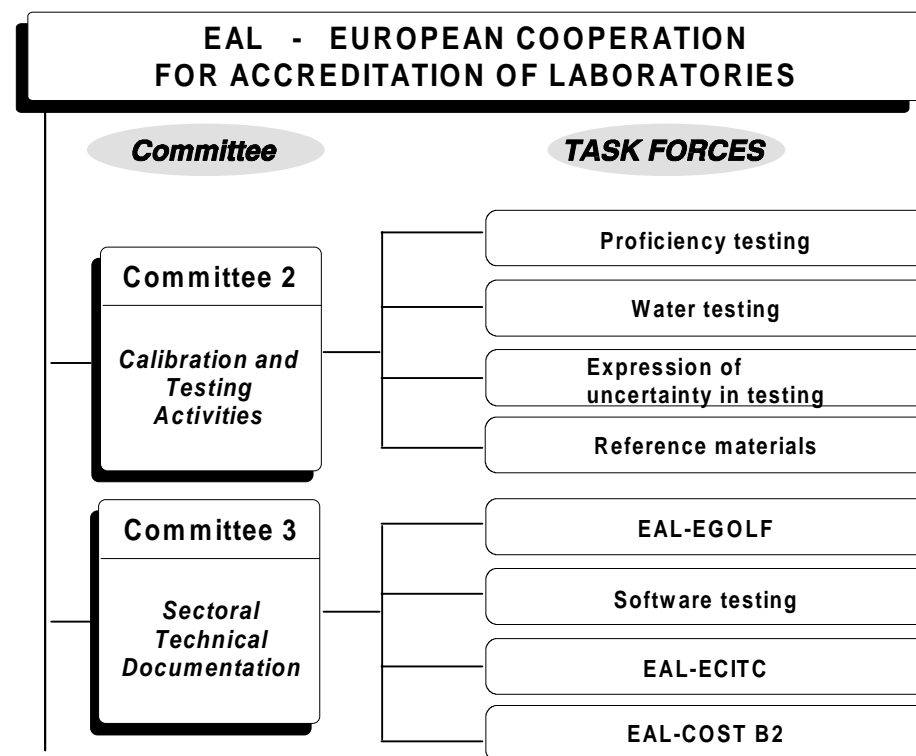 EAL - EUROPEAN COOPERATION
FOR ACCREDITATION OF LABORATORIES
Committee
TASK FORCES
Committee 2
Calibration and
Testing
Activities
Proficiency testing
Water testing
Expression of
uncertainty in testing
Reference materials
Committee 3
Sectoral
Technical
Documentation
EAL-EGOLF
Software testing
EAL-ECITC
EAL-COST B2